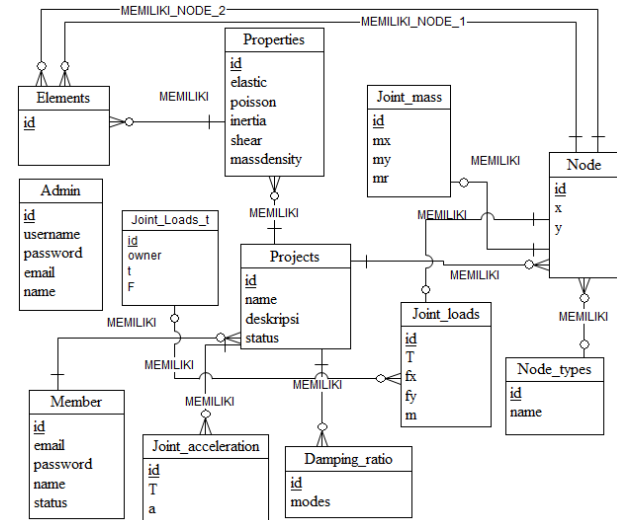 MEMILIKI_NODE_2
MEMILIKI_NODE_1
Properties
id
elastic
poisson
inertia
shear
massdensity
Elements
id
MEMILIKI
Joint_mass
id
mx
my
mr
MEMILIKI
Node
id
x
y
Admin
id
username
password
email
name
Joint_Loads_t
id
owner
t
F
MEMILIKI
Projects
id
name
deskripsi
status
MEMILIKI
MEMILIKI
Joint_loads
id
T
fx
fy
m
MEMILIKI
Node_types
id
name
MEMILIKI
Member
id
email
password
name
status
MEMILIKI
Joint_acceleration
id
T
a
MEMILIKI
Damping_ratio
id
modes